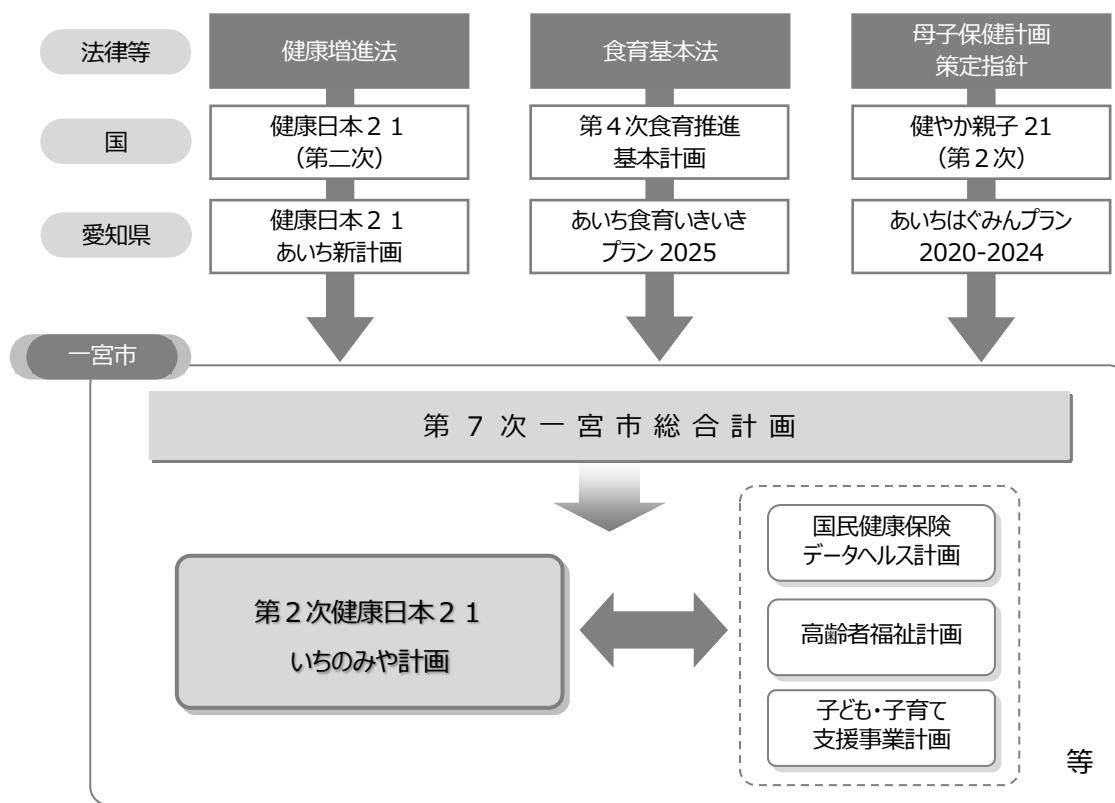 法律等
健康増進法
食育基本法
母子保健計画
策定指針
国
健康日本２１
（第二次）
第４次食育推進
基本計画
健やか親子 21
（第２次）
愛知県
健康日本２１
あいち新計画
あいち食育いきいき
プラン 2025
あいちはぐみんプラン
2020-2024
一宮市
第７次一宮市総合計画
国民健康保険
データヘルス計画
第２次健康日本２１
いちのみや計画
高齢者福祉計画
子ども・子育て
支援事業計画
等